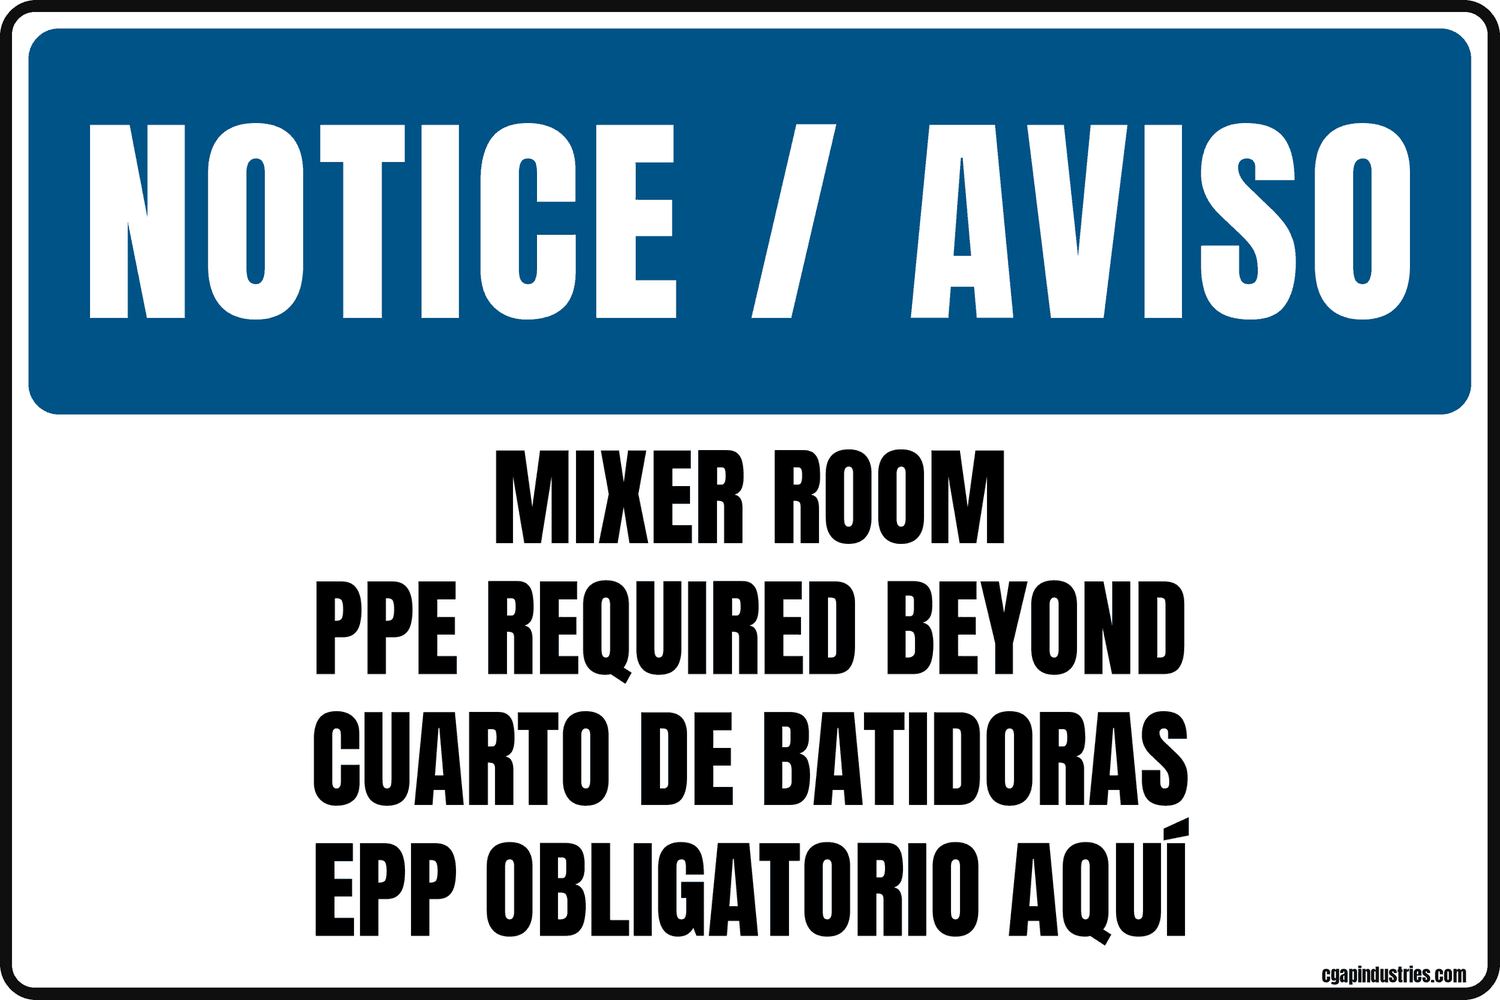 NOTICE / AVISO
MIXER ROOM
PPE REQUIRED BEYOND
CUARTO DE BATIDORAS
EPP OBLIGATORIO AQUÍ
cgapindustries.com